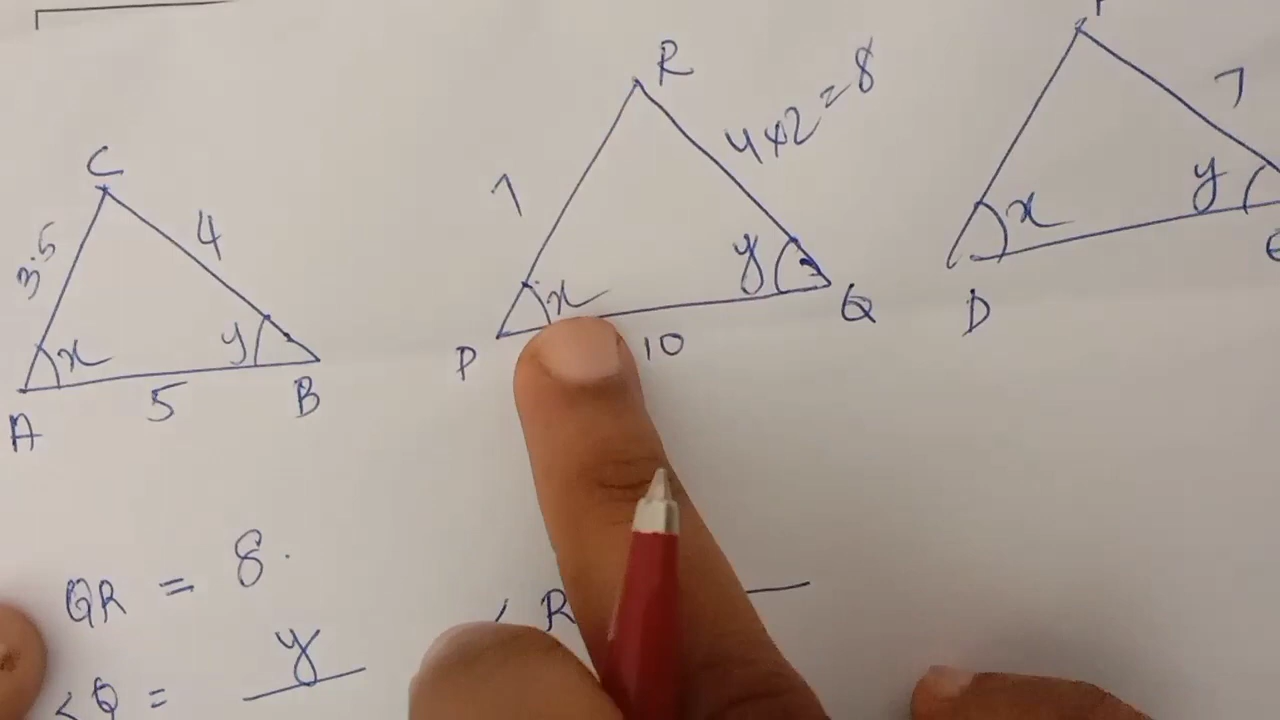 C
3.5
4
x
y
A
5
B
R
7
4×2=8
x
y
P
10
Q
7
x
y
D
QR = 8.
∠Q = y
∠R